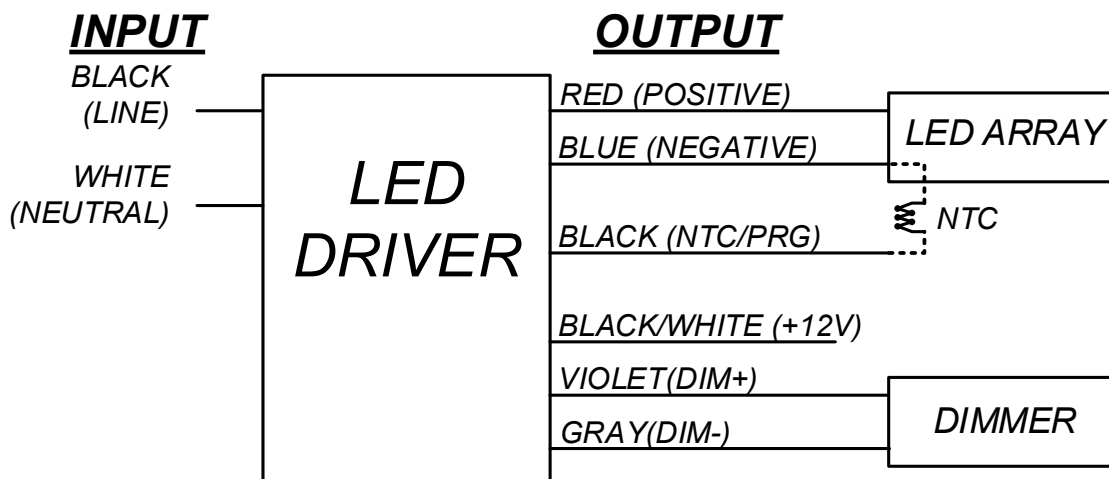 INPUT
OUTPUT
BLACK
(LINE)
WHITE
(NEUTRAL)
LED
DRIVER
RED (POSITIVE)
BLUE (NEGATIVE)
BLACK (NTC/PRG)
BLACK/WHITE (+12V)
VIOLET(DIM+)
GRAY(DIM-)
LED ARRAY
NTC
DIMMER